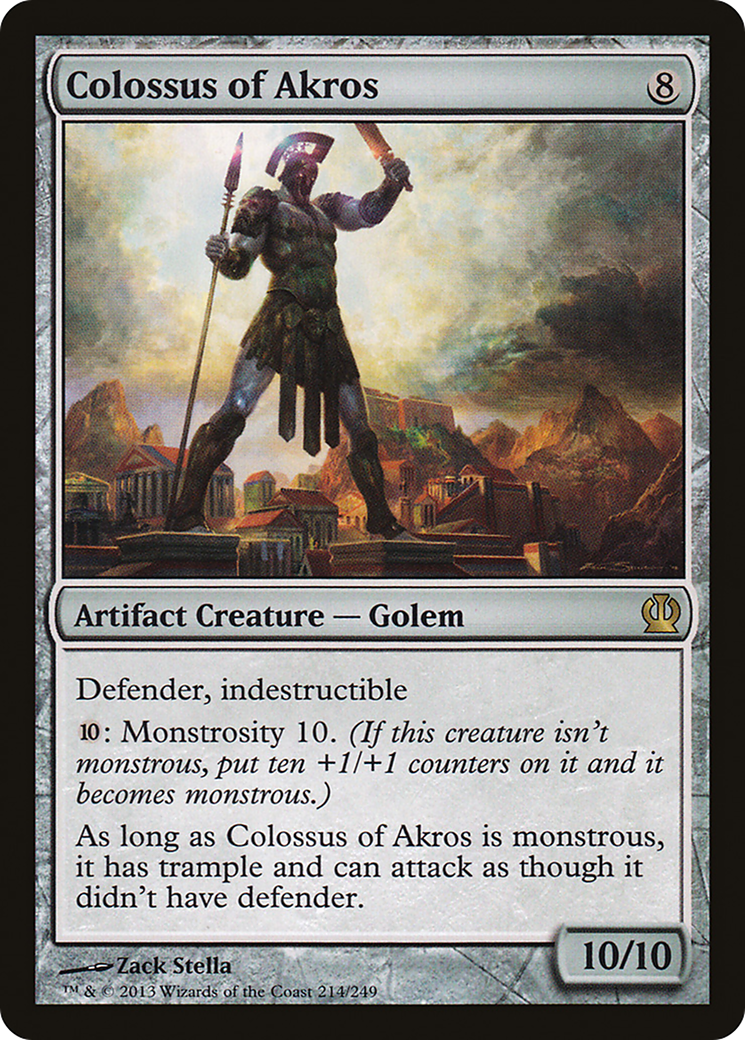 Colossus of Akros
8
Artifact Creature — Golem
Defender, indestructible
10: Monstrosity 10. (If this creature isn't
monstrous, put ten +1/+1 counters on it and it
becomes monstrous.)
As long as Colossus of Akros is monstrous,
it has trample and can attack as though it
didn't have defender.
10/10
Zack Stella
™ & © 2013 Wizards of the Coast 214/249